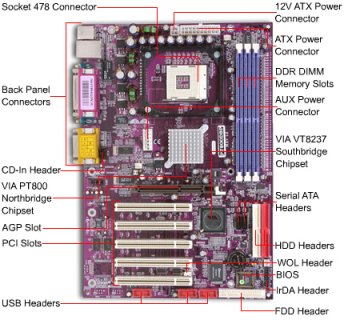 Socket 478 Connector
12V ATX Power
Connector
ATX Power
Connector
DDR DIMM
Memory Slots
Back Panel
Connectors
AUX Power
Connector
VIA VT8237
Southbridge
Chipset
CD-In Header
VIA PT800
Northbridge
Chipset
Serial ATA
Headers
AGP Slot
PCI Slots
HDD Headers
WOL Header
BIOS
IrDA Header
USB Headers
FDD Header